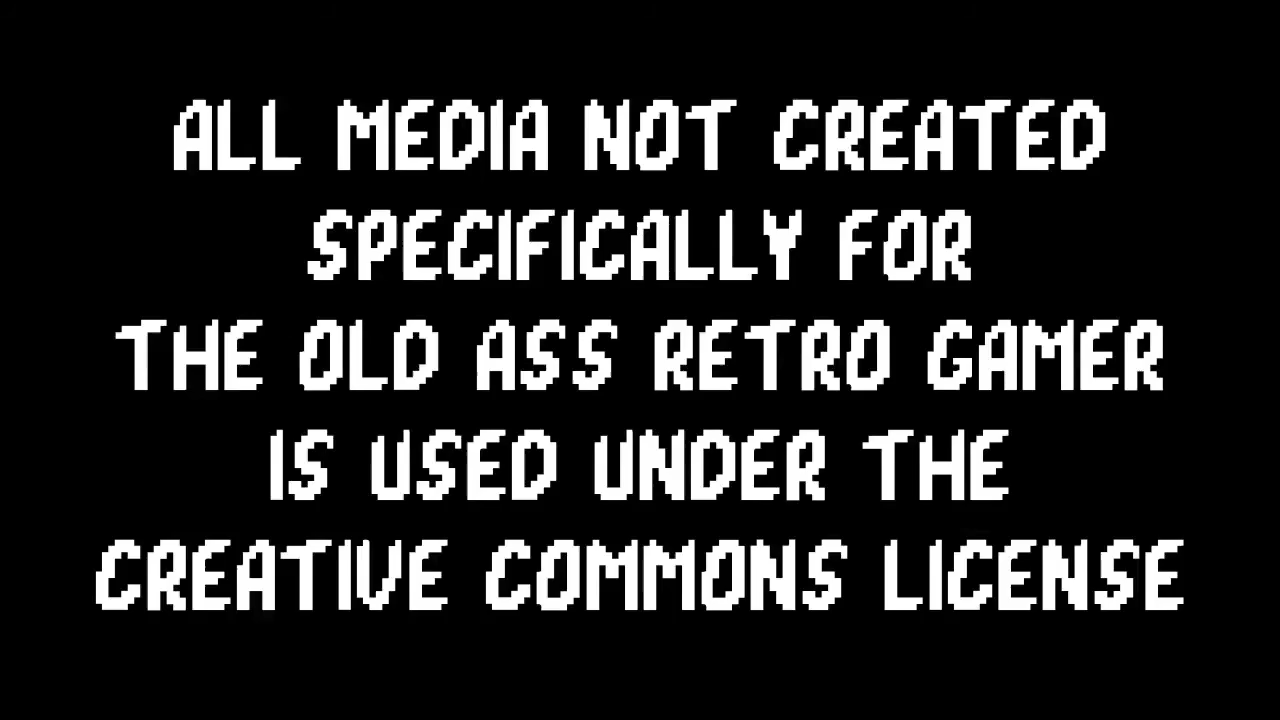 ALL MEDIA NOT CREATED
SPECIFICALLY FOR
THE OLD ASS RETRO GAMER
IS USED UNDER THE
CREATIVE COMMONS LICENSE